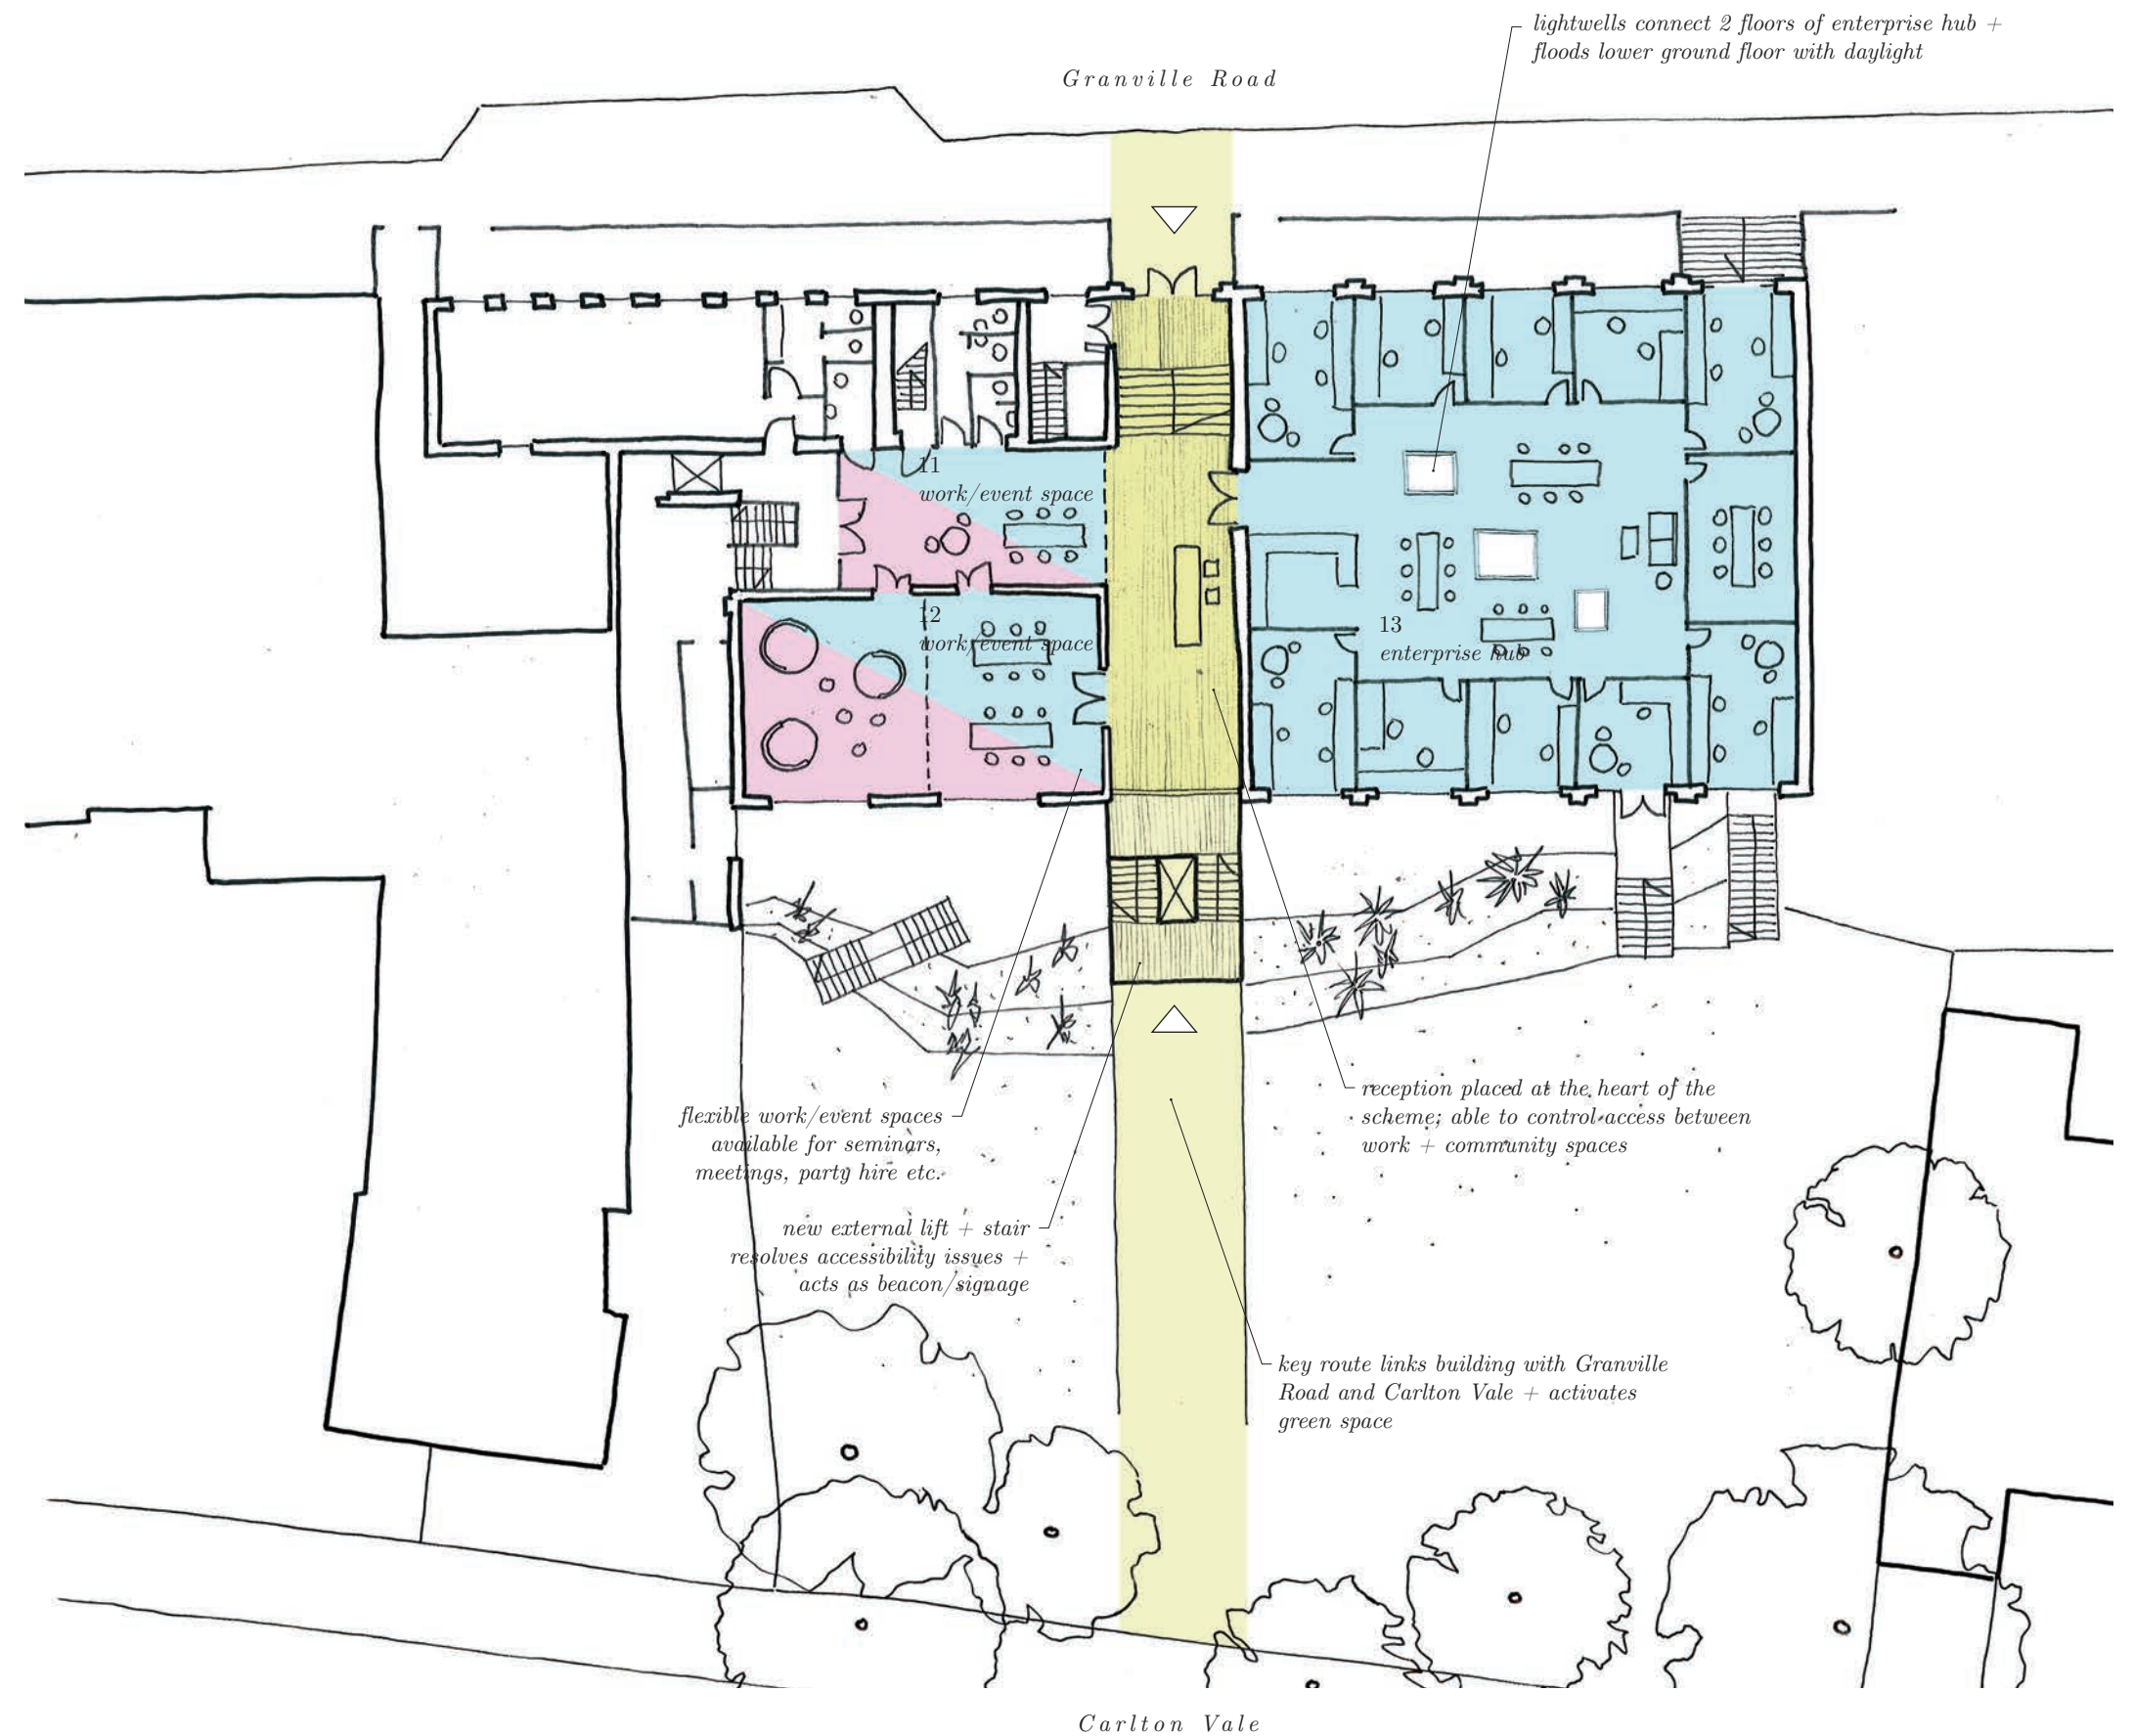 lightwells connect 2 floors of enterprise hub +
floods lower ground floor with daylight
Granville Road
11
work/event space
12
work/event space
13
enterprise hub
reception placed at the heart of the
scheme; able to control access between
work + community spaces
flexible work/event spaces
available for seminars,
meetings, party hire etc.
new external lift + stair
resolves accessibility issues +
acts as beacon/signage
key route links building with Granville
Road and Carlton Vale + activates
green space
Carlton Vale